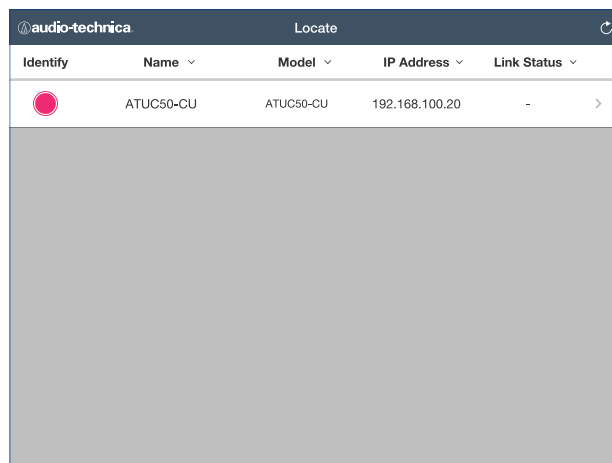 audio-technica
Locate
Identify Name Model IP Address Link Status
ATUC50-CU ATUC50-CU 192.168.100.20 -